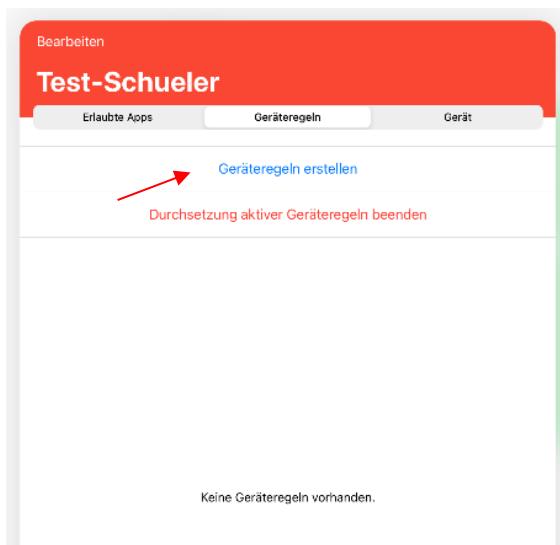 Bearbeiten
Test-Schueler
Erlaubte Apps Geräteregeln Gerät
Geräteregeln erstellen
Durchsetzung aktiver Geräteregeln beenden
Keine Geräteregeln vorhanden.